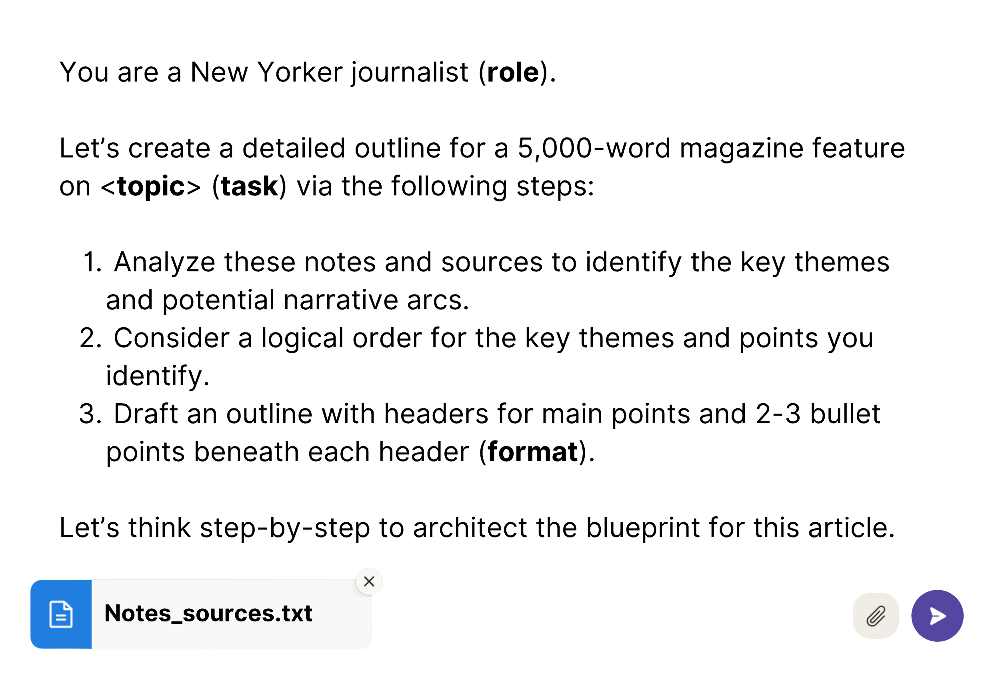 You are a New Yorker journalist (role).
Let’s create a detailed outline for a 5,000-word magazine feature
on <topic> (task) via the following steps:
1. Analyze these notes and sources to identify the key themes
and potential narrative arcs.
2. Consider a logical order for the key themes and points you
identify.
3. Draft an outline with headers for main points and 2-3 bullet
points beneath each header (format).
Let’s think step-by-step to architect the blueprint for this article.
Notes_sources.txt